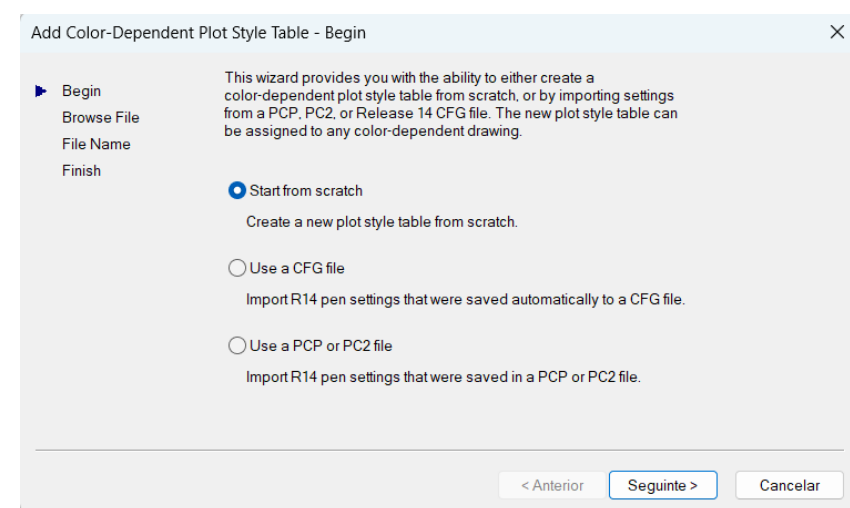 Add Color-Dependent Plot Style Table - Begin
Begin
Browse File
File Name
Finish
This wizard provides you with the ability to either create a
color-dependent plot style table from scratch, or by importing settings
from a PCP, PC2, or Release 14 CFG file. The new plot style table can
be assigned to any color-dependent drawing.
Start from scratch
Create a new plot style table from scratch.
Use a CFG file
Import R14 pen settings that were saved automatically to a CFG file.
Use a PCP or PC2 file
Import R14 pen settings that were saved in a PCP or PC2 file.
< Anterior Seguinte > Cancelar